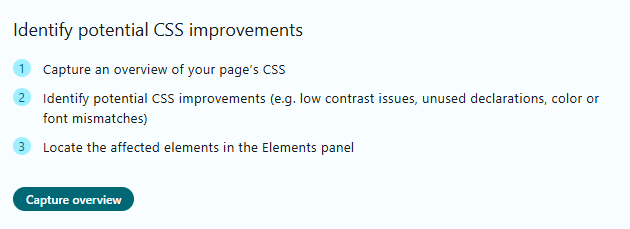 Identify potential CSS improvements
1 Capture an overview of your page's CSS
2 Identify potential CSS improvements (e.g. low contrast issues, unused declarations, color or
font mismatches)
3 Locate the affected elements in the Elements panel
Capture overview